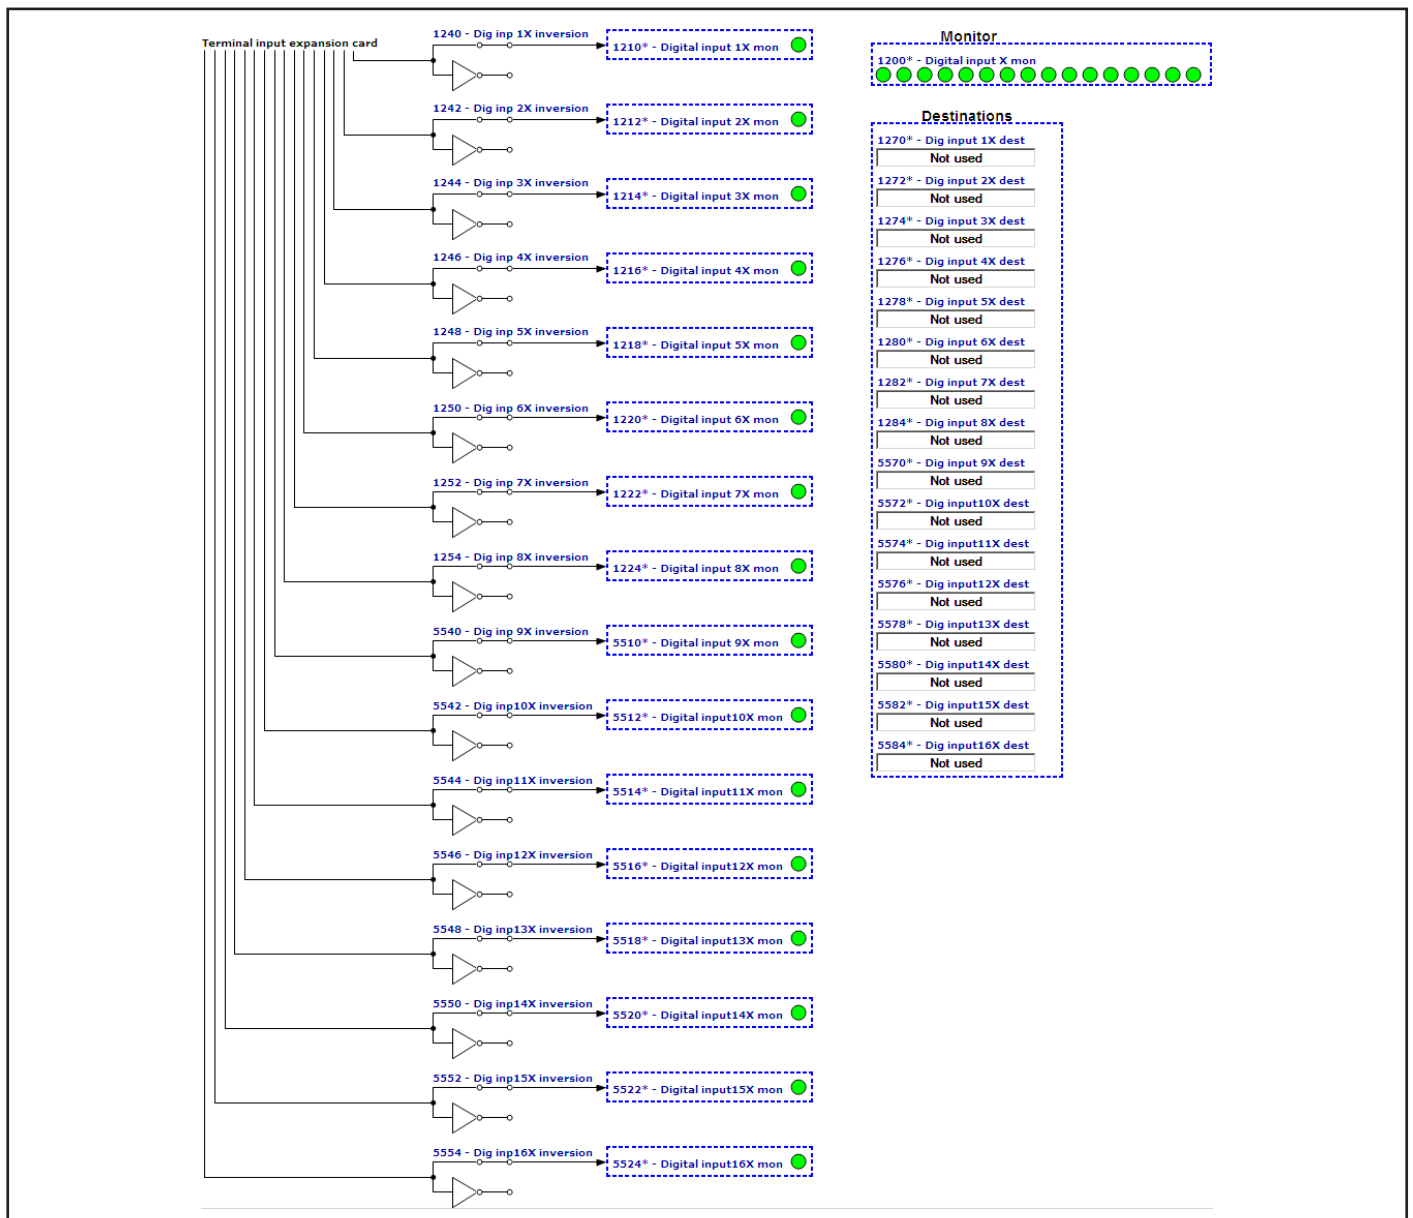 Terminal input expansion card
1240 - Dig inp 1X inversion
1210* - Digital input 1X mon
1242 - Dig inp 2X inversion
1212* - Digital input 2X mon
1244 - Dig inp 3X inversion
1214* - Digital input 3X mon
1246 - Dig inp 4X inversion
1216* - Digital input 4X mon
1248 - Dig inp 5X inversion
1218* - Digital input 5X mon
1250 - Dig inp 6X inversion
1220* - Digital input 6X mon
1252 - Dig inp 7X inversion
1222* - Digital input 7X mon
1254 - Dig inp 8X inversion
1224* - Digital input 8X mon
5540 - Dig inp 9X inversion
5510* - Digital input 9X mon
5542 - Dig inp10X inversion
5512* - Digital input10X mon
5544 - Dig inp11X inversion
5514* - Digital input11X mon
5546 - Dig inp12X inversion
5516* - Digital input12X mon
5548 - Dig inp13X inversion
5518* - Digital input13X mon
5550 - Dig inp14X inversion
5520* - Digital input14X mon
5552 - Dig inp15X inversion
5522* - Digital input15X mon
5554 - Dig inp16X inversion
5524* - Digital input16X mon
Monitor
1200* - Digital input X mon
Destinations
1270* - Dig input 1X dest
Not used
1272* - Dig input 2X dest
Not used
1274* - Dig input 3X dest
Not used
1276* - Dig input 4X dest
Not used
1278* - Dig input 5X dest
Not used
1280* - Dig input 6X dest
Not used
1282* - Dig input 7X dest
Not used
1284* - Dig input 8X dest
Not used
5570* - Dig input 9X dest
Not used
5572* - Dig input10X dest
Not used
5574* - Dig input11X dest
Not used
5576* - Dig input12X dest
Not used
5578* - Dig input13X dest
Not used
5580* - Dig input14X dest
Not used
5582* - Dig input15X dest
Not used
5584* - Dig input16X dest
Not used